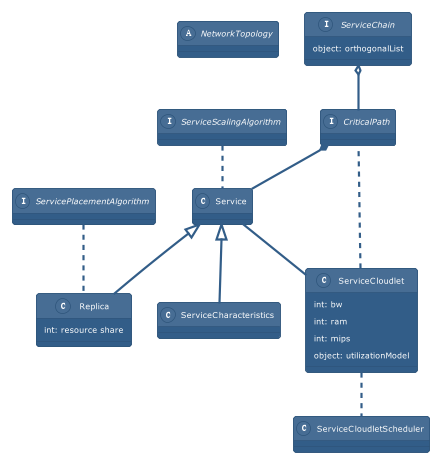 I ServiceChain
object: orthogonalList
A NetworkTopology
I ServiceScalingAlgorithm
I CriticalPath
I ServicePlacementAlgorithm
C Service
C ServiceCloudlet
int: bw
int: ram
int: mips
object: utilizationModel
C Replica
int: resource share
C ServiceCharacteristics
C ServiceCloudletScheduler